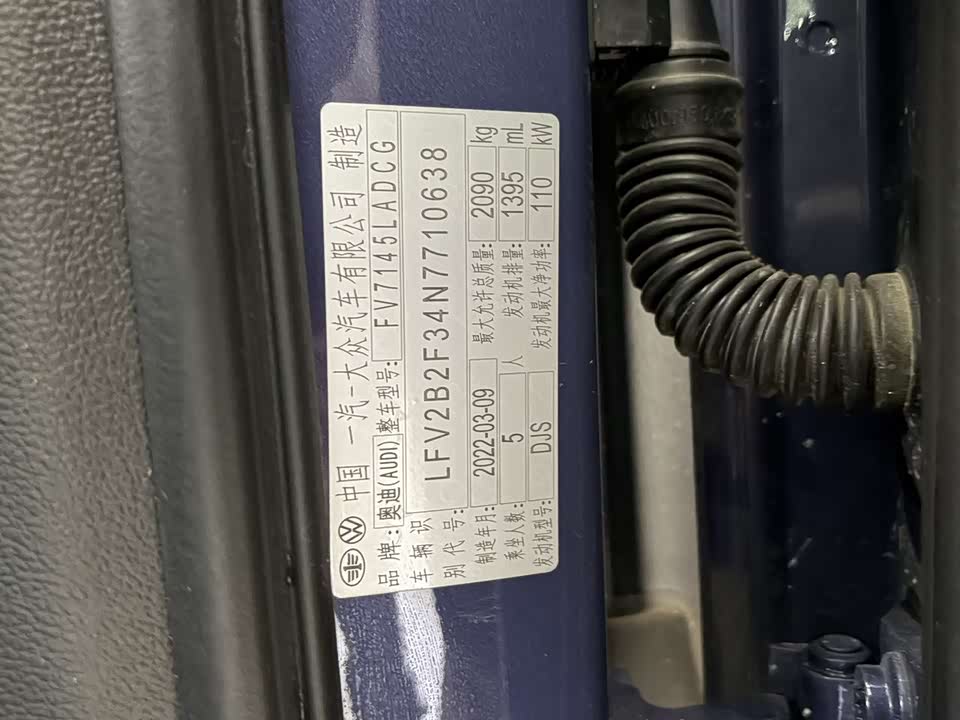 中国 一汽-大众汽车有限公司 制造
品牌:奥迪(AUDI) 整车型号: FV7145LADCG
车辆识别代号: LFV2B2F34N7710638
制造年月: 2022-03-09 最大允许总质量: 2090 kg
乘坐人数: 5 人 发动机排量: 1395 mL
发动机型号: DJS 发动机最大净功率: 110 kW